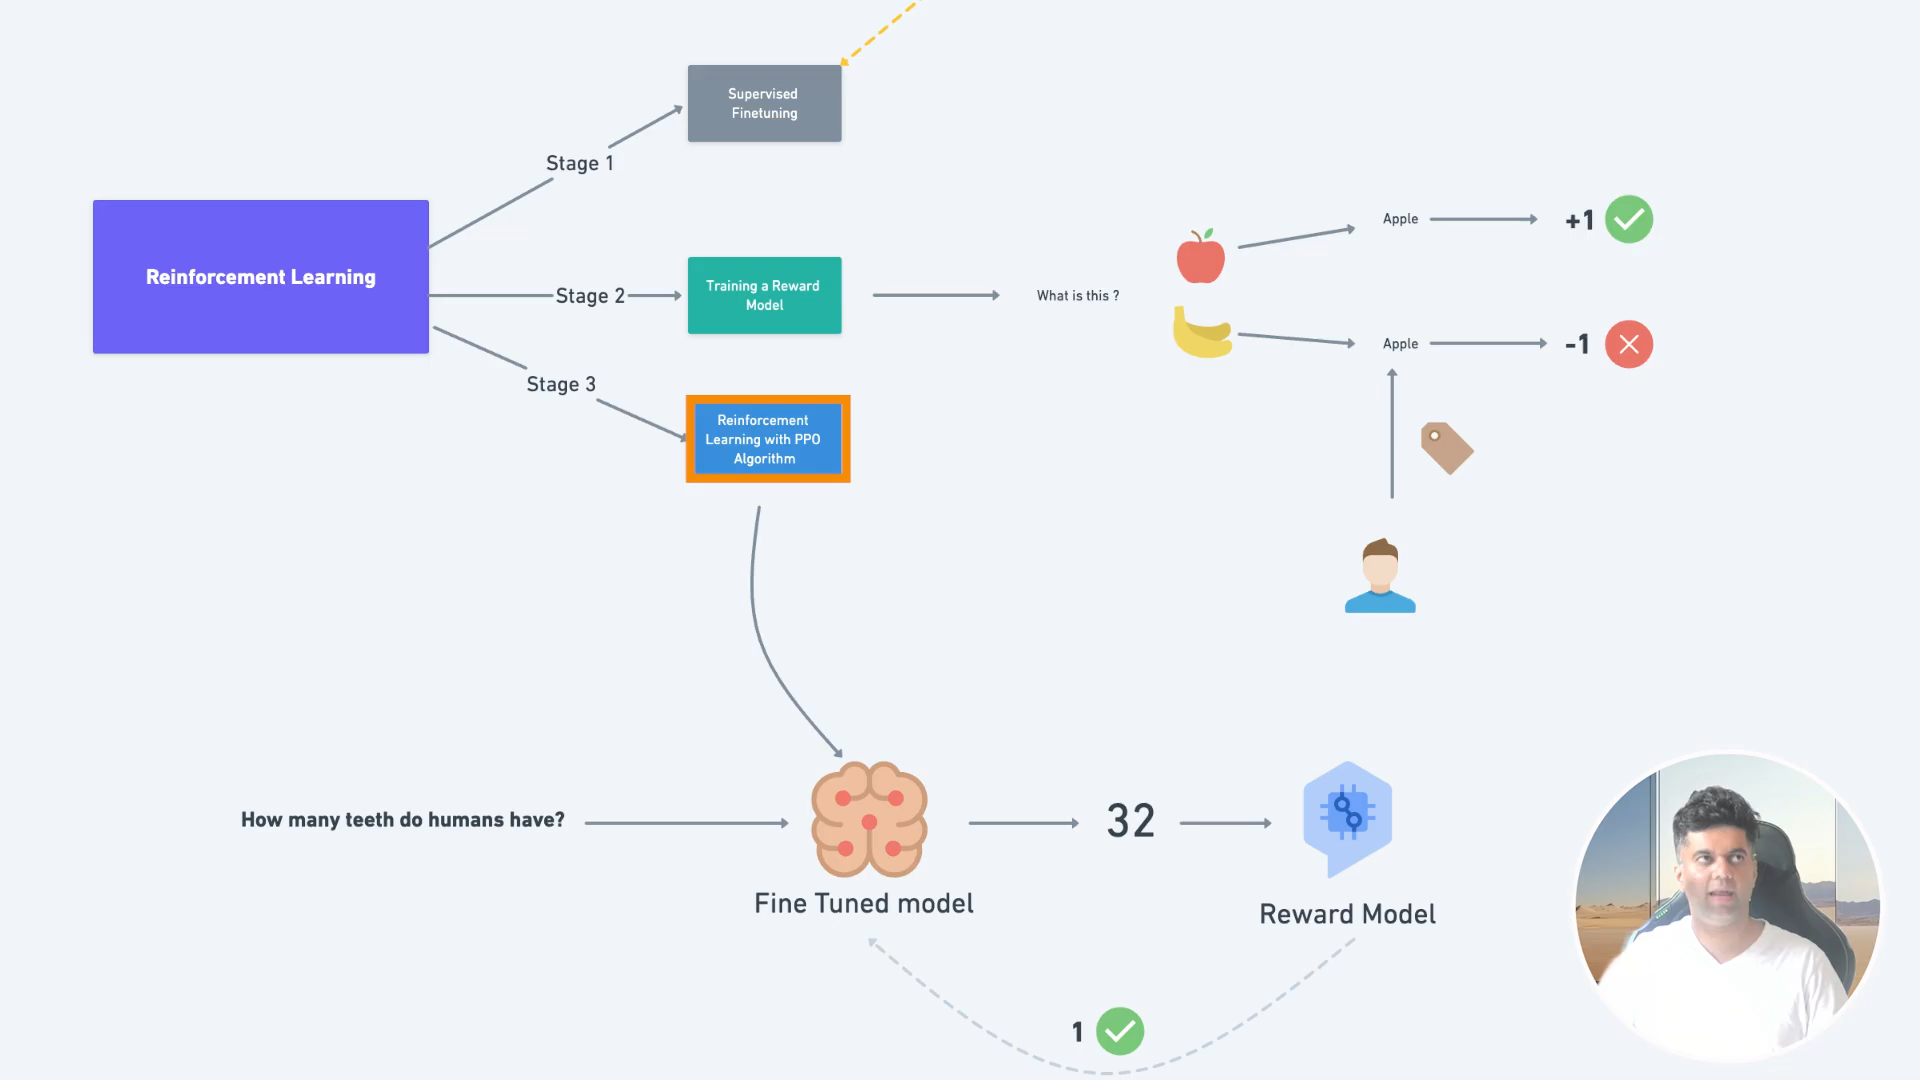 Supervised
Finetuning
Stage 1
Reinforcement Learning
Stage 2
Training a Reward
Model
What is this ?
Apple
+1
Apple
-1
Stage 3
Reinforcement
Learning with PPO
Algorithm
How many teeth do humans have?
32
Fine Tuned model
Reward Model
1